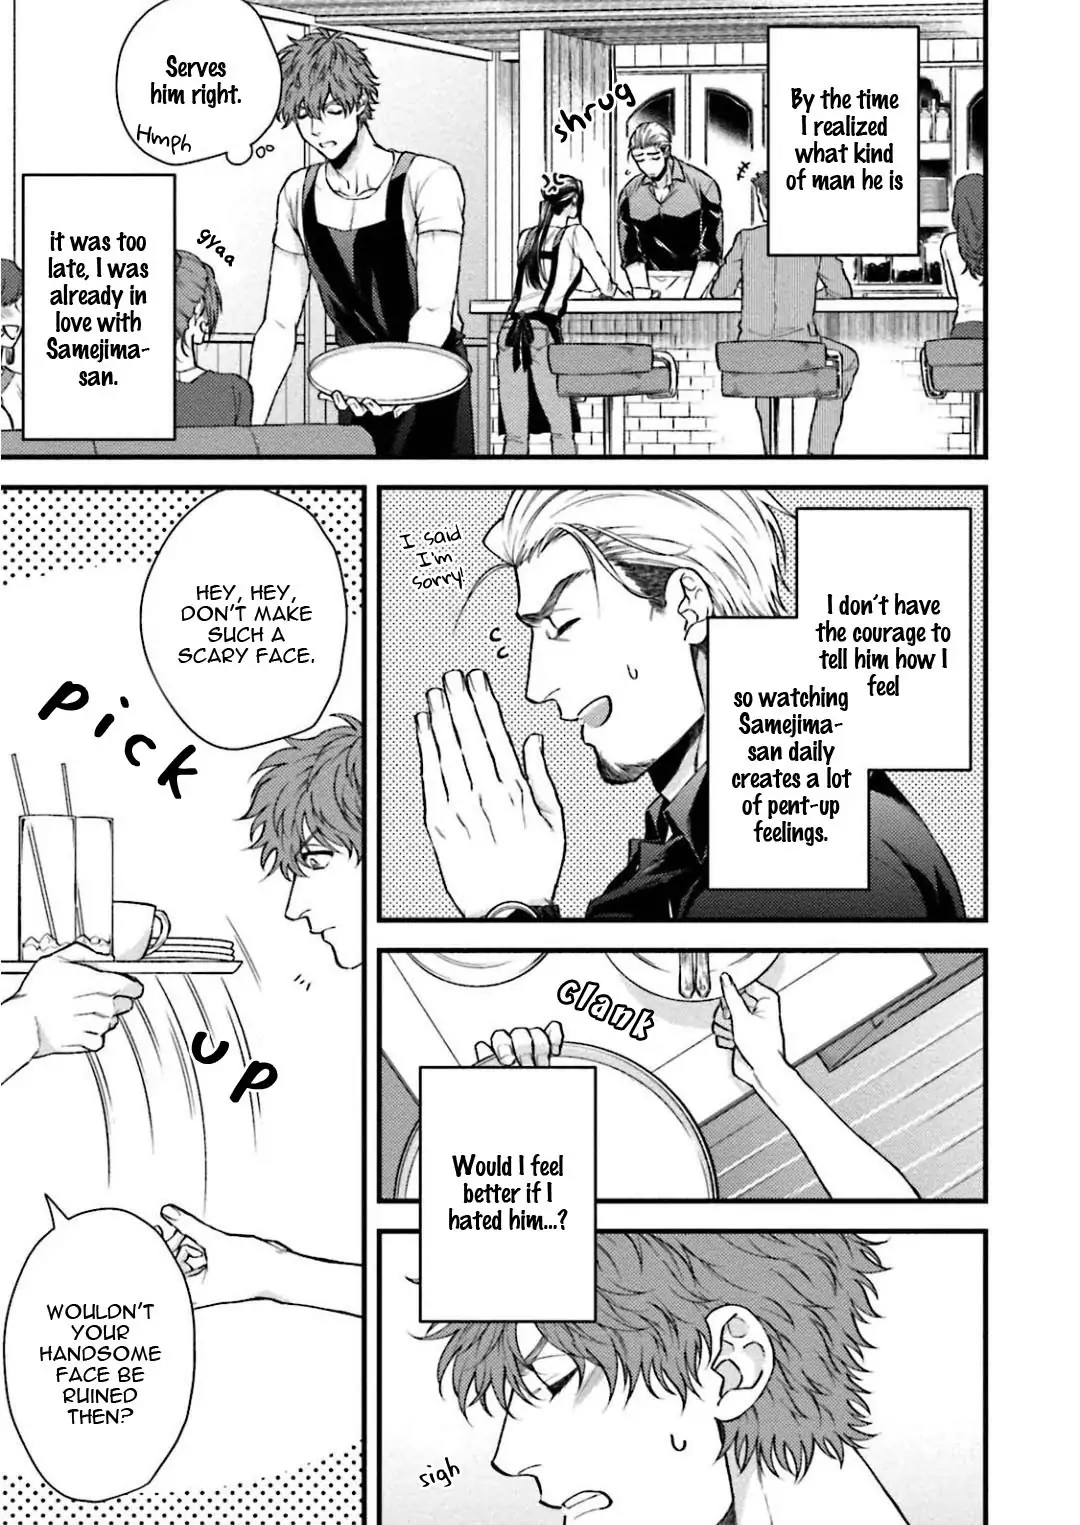 By the time
I realized
what kind
of man he is
shrug
Serves
him right.
Hmph
gyaa
it was too
late, I was
already in
love with
Samejima-
san.
I don't have
the courage to
tell him how I
feel
so watching
Samejima-
san daily
creates a lot
of pent-up
feelings.
I said
I'm
sorry!
clank
Would I feel
better if I
hated him...?
sigh
HEY, HEY,
DON'T MAKE
SUCH A
SCARY FACE.
pick
up
WOULDN'T
YOUR
HANDSOME
FACE BE
RUINED
THEN?